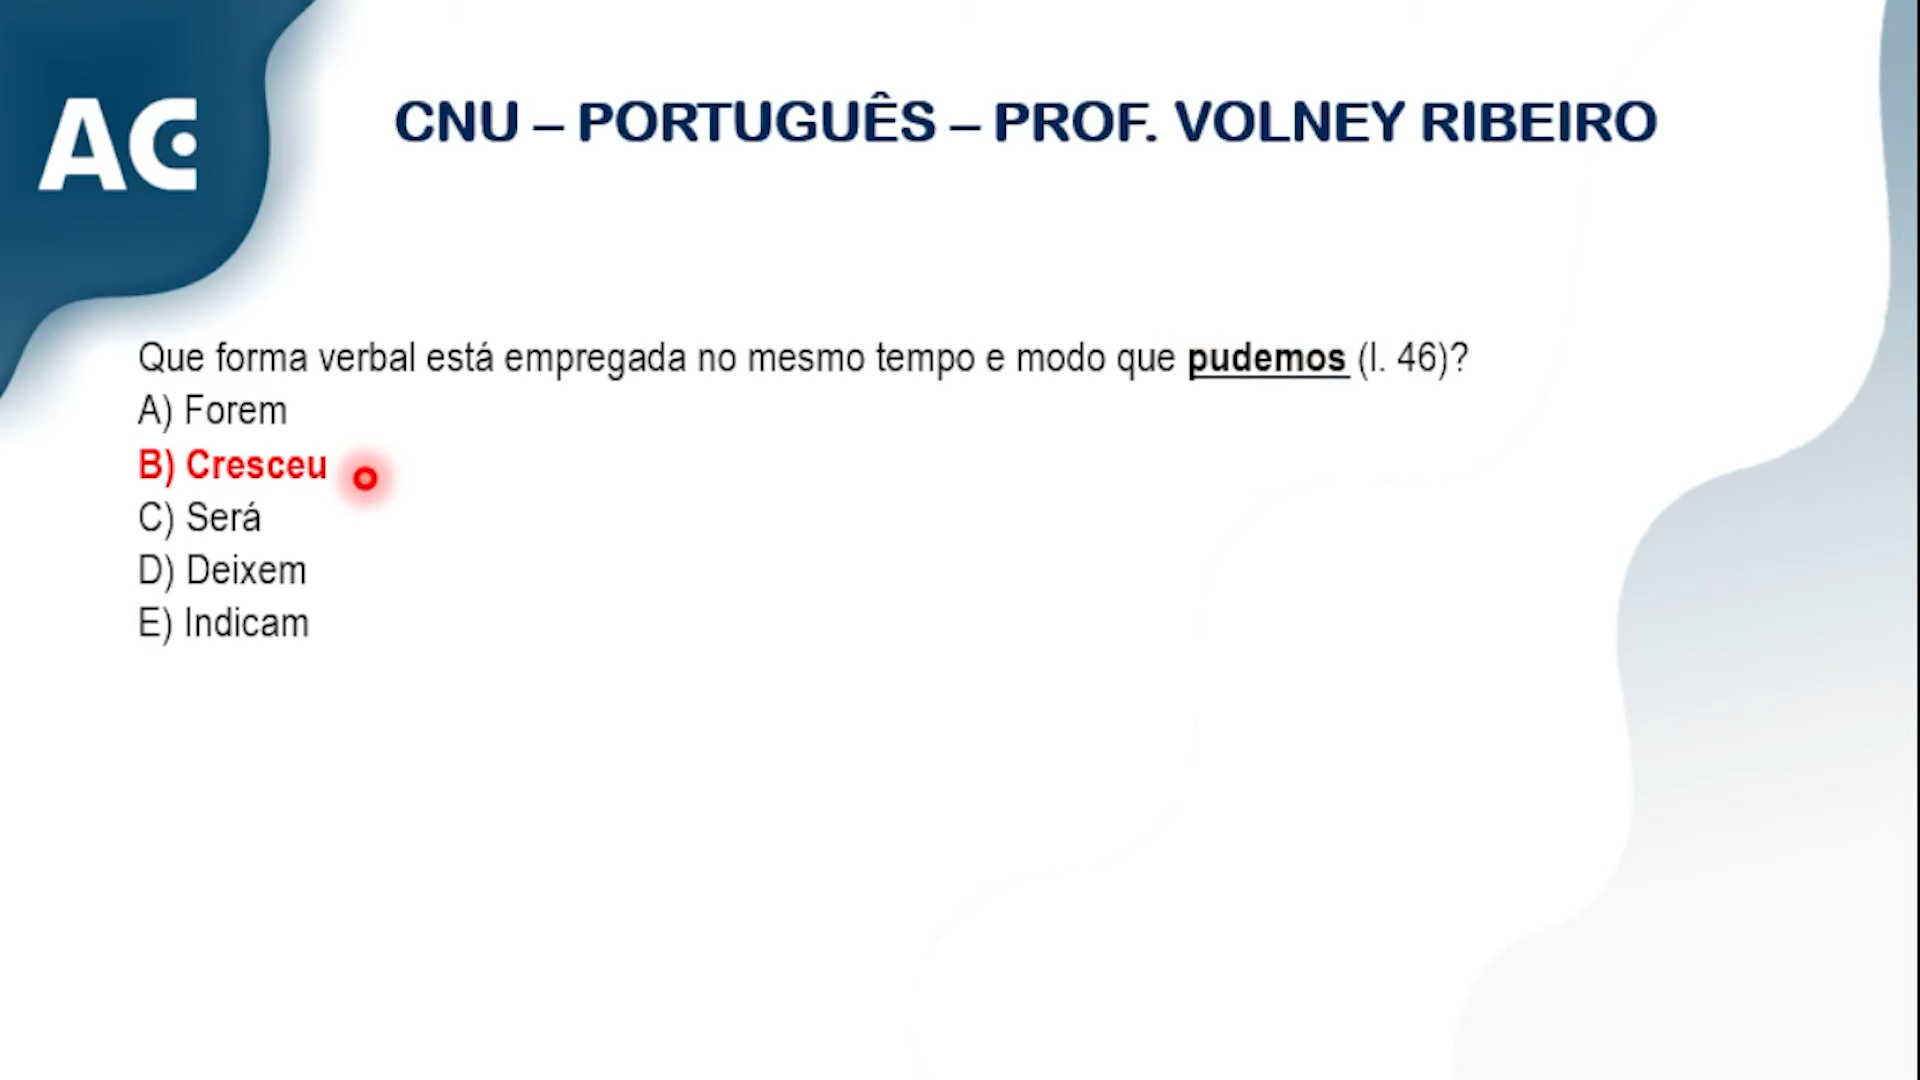 AC
CNU – PORTUGUÊS – PROF. VOLNEY RIBEIRO
Que forma verbal está empregada no mesmo tempo e modo que pudemos (l. 46)?
A) Forem
B) Cresceu
C) Será
D) Deixem
E) Indicam